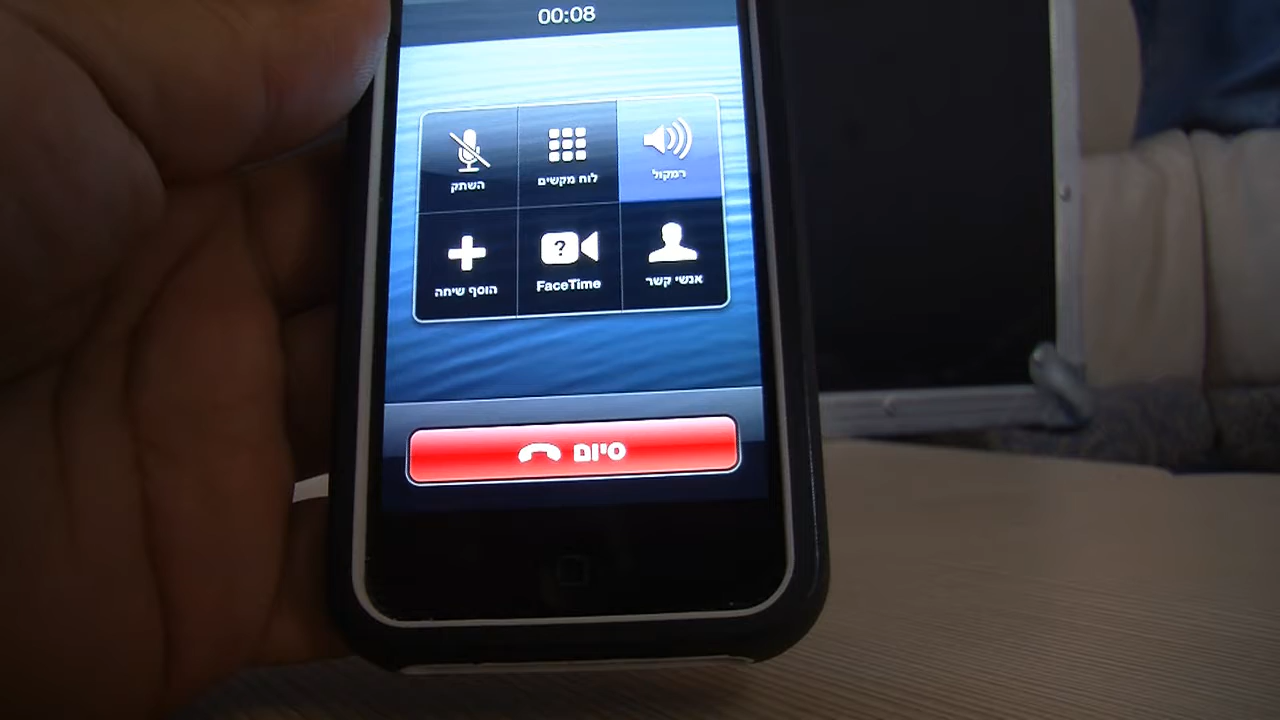 00:08
השתק
לוח מקשים
רמקול
הוסף שיחה
FaceTime
אנשי קשר
סיום